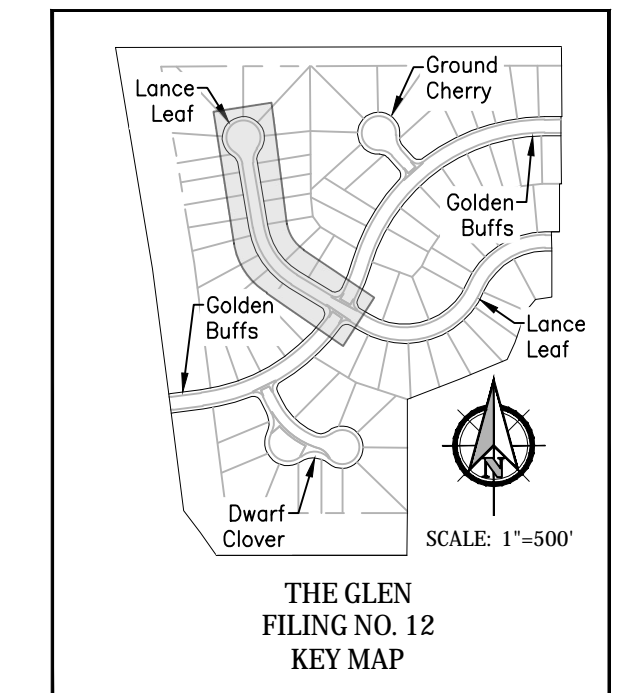 Lance
Leaf
Ground
Cherry
Golden
Buffs
Golden
Buffs
Lance
Leaf
N
Dwarf
Clover
SCALE: 1"=500'
THE GLEN
FILING NO. 12
KEY MAP